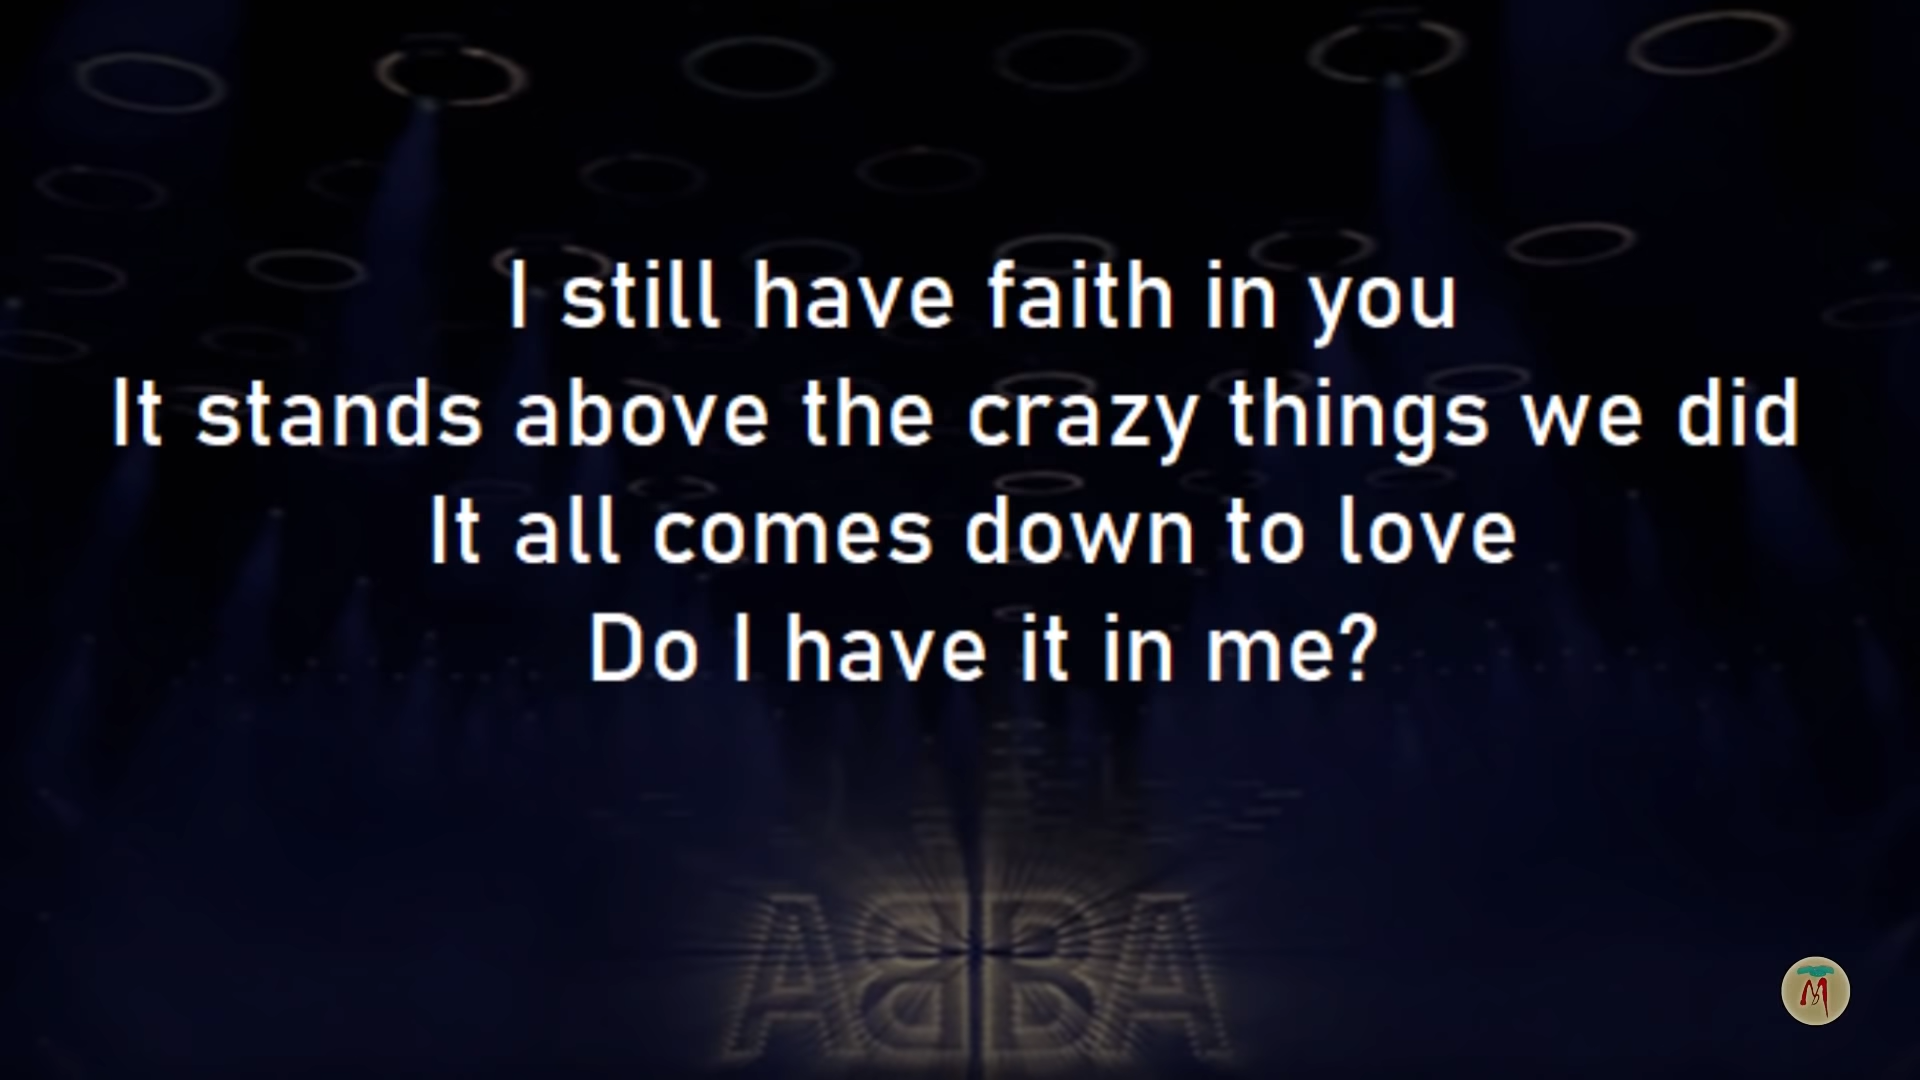 I still have faith in you
It stands above the crazy things we did
It all comes down to love
Do I have it in me?
ABBA